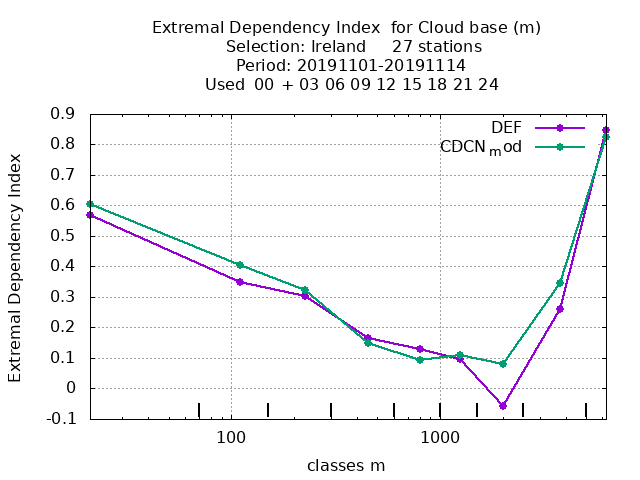 Extremal Dependency Index  for Cloud base (m)
Selection: Ireland     27 stations
Period: 20191101-20191114
Used  00  + 03 06 09 12 15 18 21 24
DEF
CDCNmod
Extremal Dependency Index
0.9
0.8
0.7
0.6
0.5
0.4
0.3
0.2
0.1
0
-0.1
100 1000
classes m